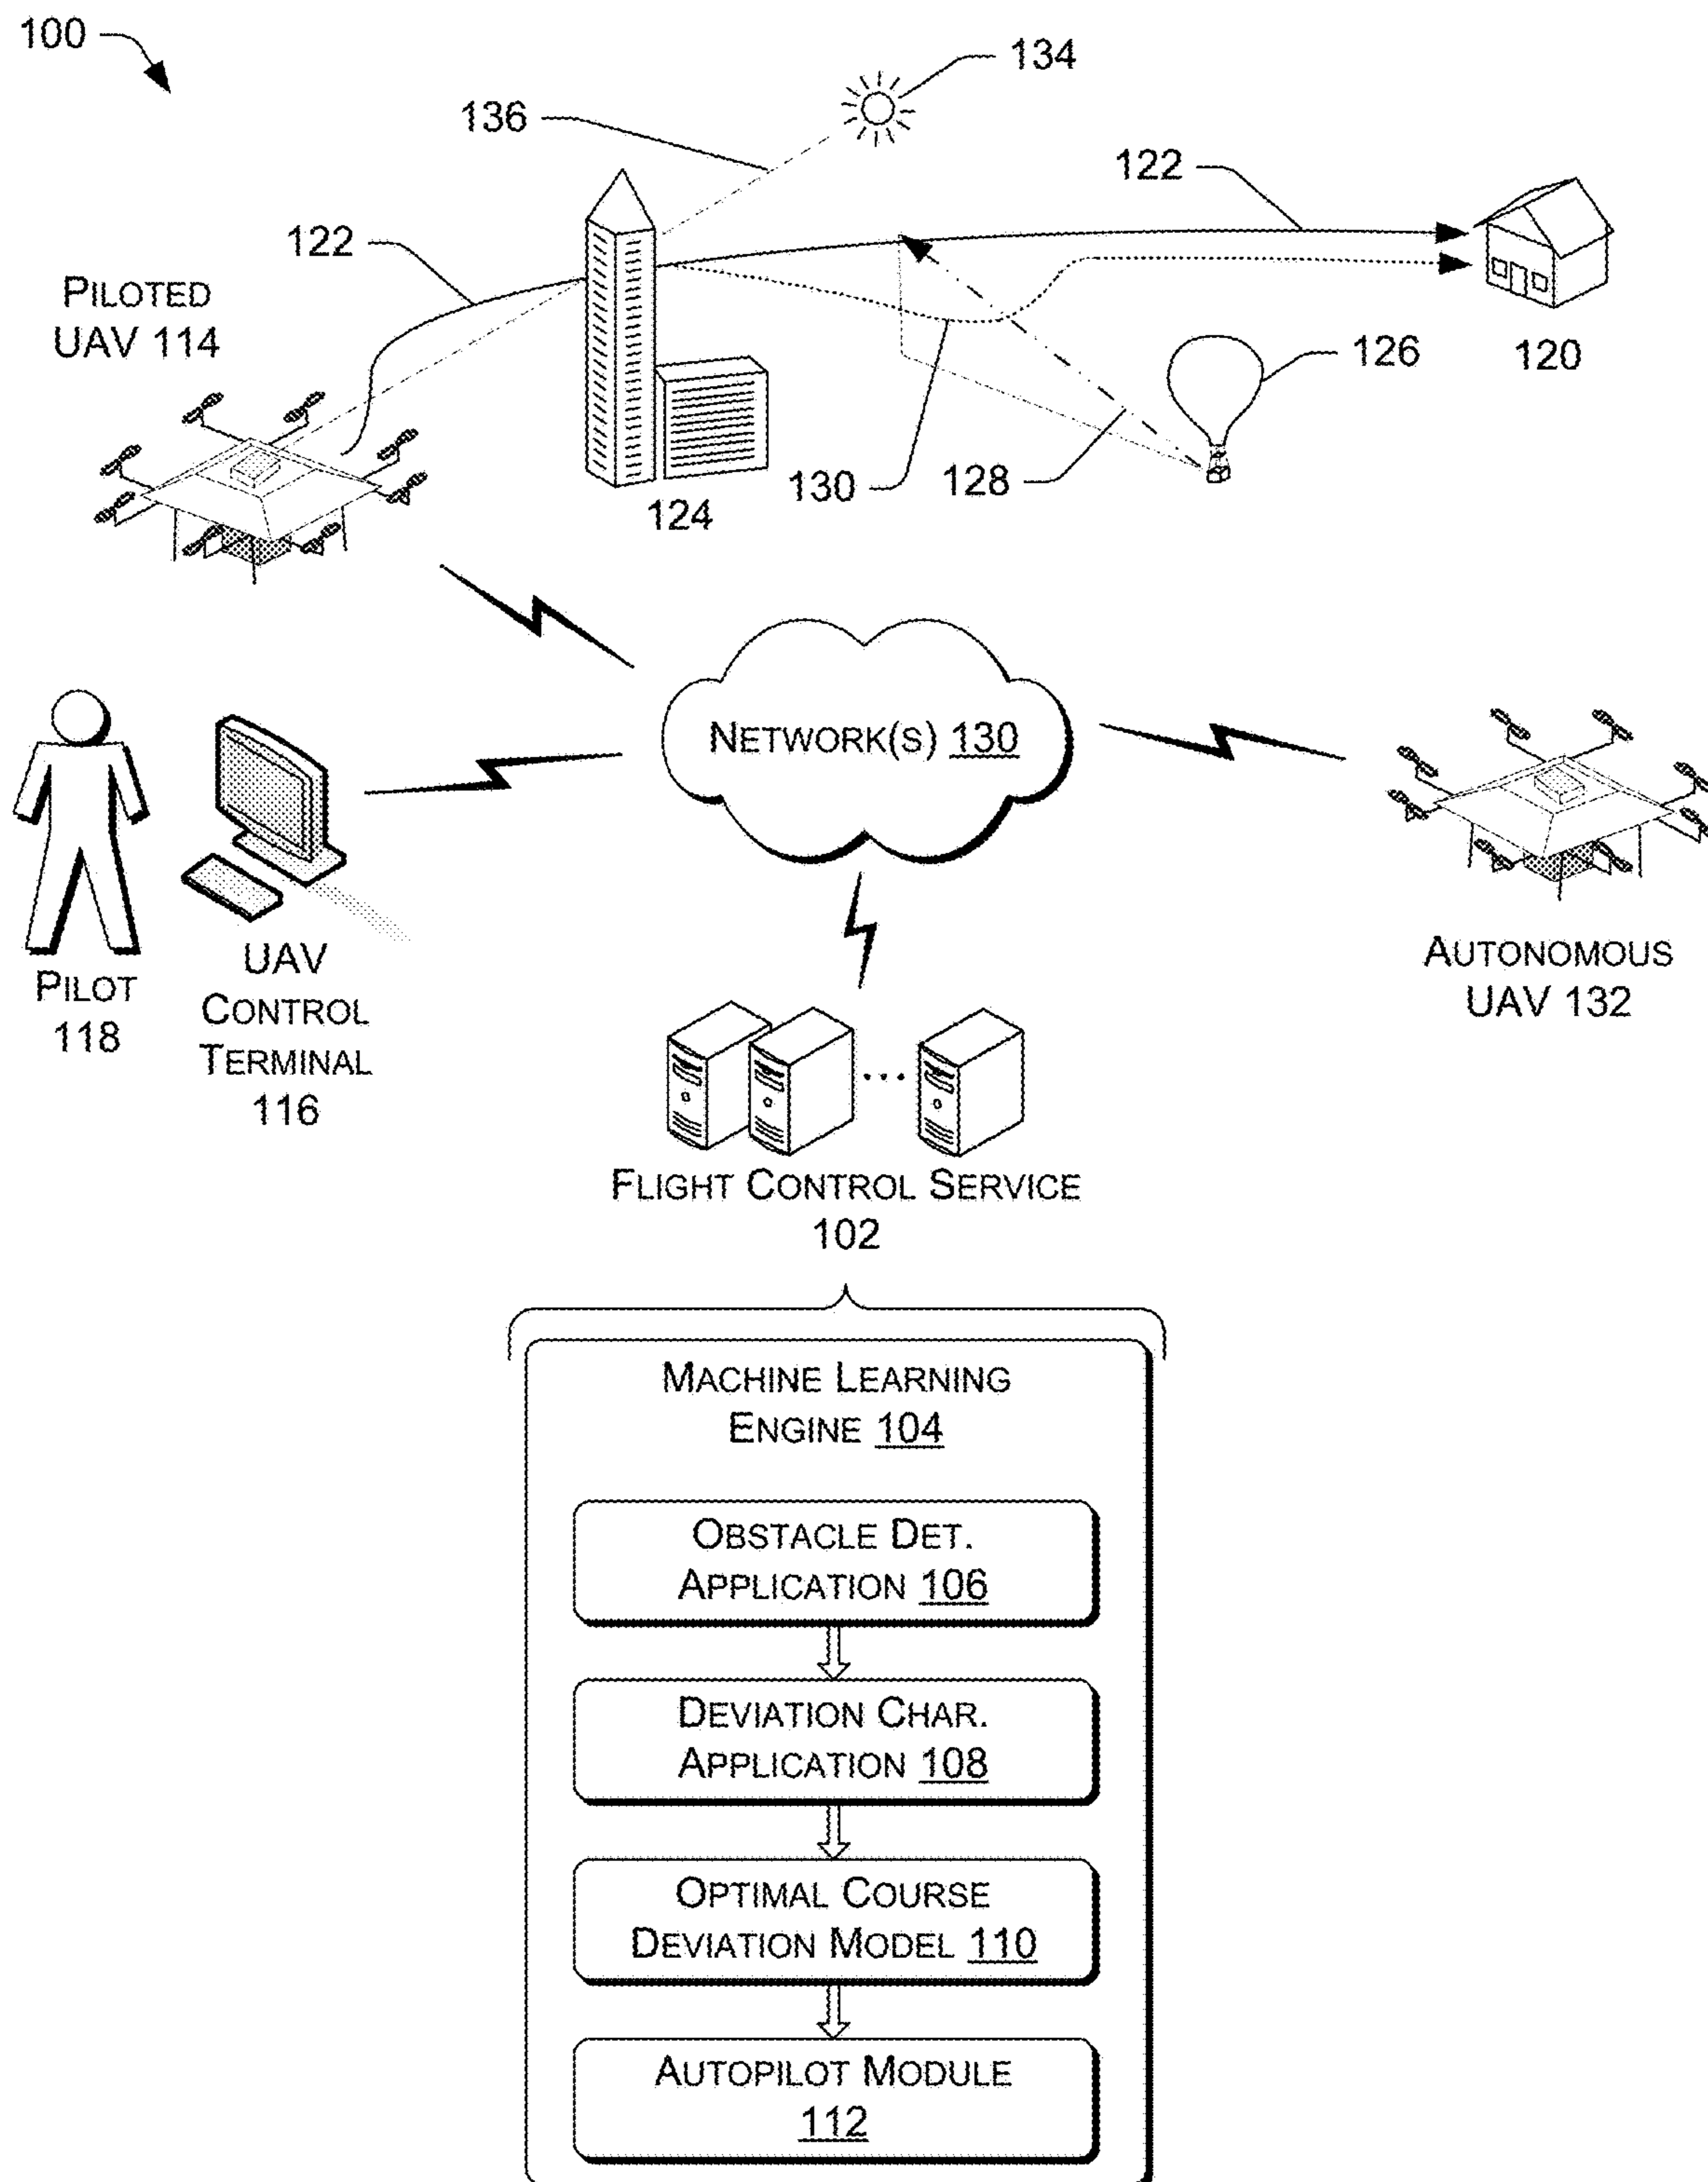 100
134
136
122
122
PILOTED
UAV 114
126
120
130
128
124
NETWORK(S) 130
PILOT
118
UAV
CONTROL
TERMINAL
116
AUTONOMOUS
UAV 132
FLIGHT CONTROL SERVICE
102
MACHINE LEARNING
ENGINE 104
OBSTACLE DET.
APPLICATION 106
DEVIATION CHAR.
APPLICATION 108
OPTIMAL COURSE
DEVIATION MODEL 110
AUTOPILOT MODULE
112